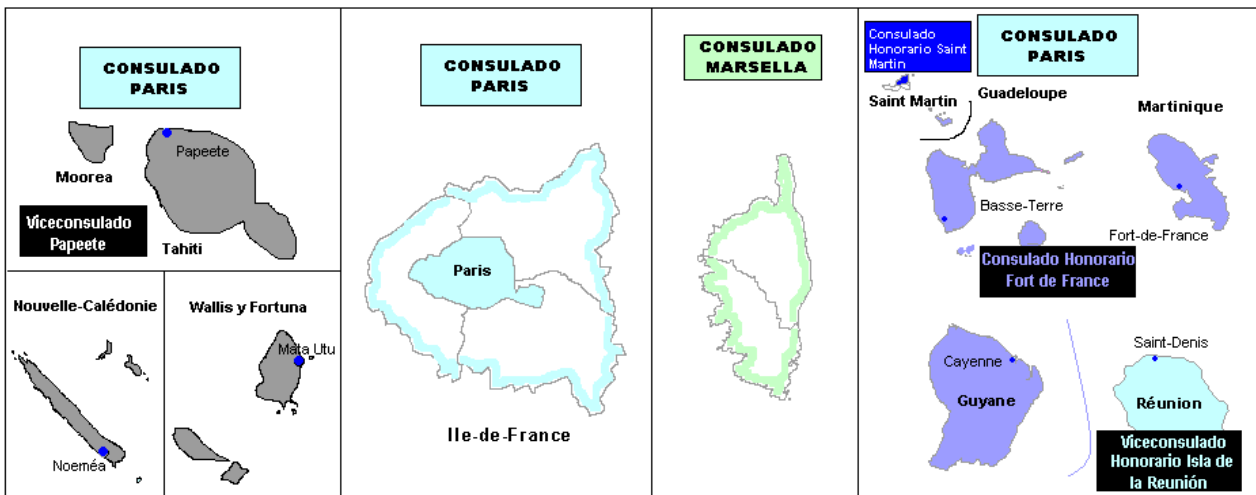 CONSULADO
PARIS
Papeete
Moorea
Viceconsulado
Papeete
Tahiti
Nouvelle-Calédonie
Noeméa
Wallis y Fortuna
Mata Utu
CONSULADO
PARIS
Paris
Ile-de-France
CONSULADO
MARSELLA
Consulado
Honorario Saint
Martin
CONSULADO
PARIS
Saint Martin
Guadeloupe
Martinique
Basse-Terre
Fort-de-France
Consulado Honorario
Fort de France
Cayenne
Guyane
Saint-Denis
Réunion
Viceconsulado
Honorario Isla de
la Reunión